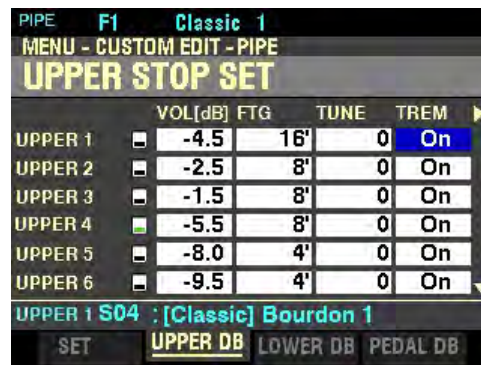 PIPE F1 Classic 1
MENU - CUSTOM EDIT - PIPE
UPPER STOP SET
VOL[dB] FTG TUNE TREM
UPPER 1 -4.5 16' 0 On
UPPER 2 -2.5 8' 0 On
UPPER 3 -1.5 8' 0 On
UPPER 4 -5.5 8' 0 On
UPPER 5 -8.0 4' 0 On
UPPER 6 -9.5 4' 0 On
UPPER 1 S04 :[Classic] Bourdon 1
SET UPPER DB LOWER DB PEDAL DB